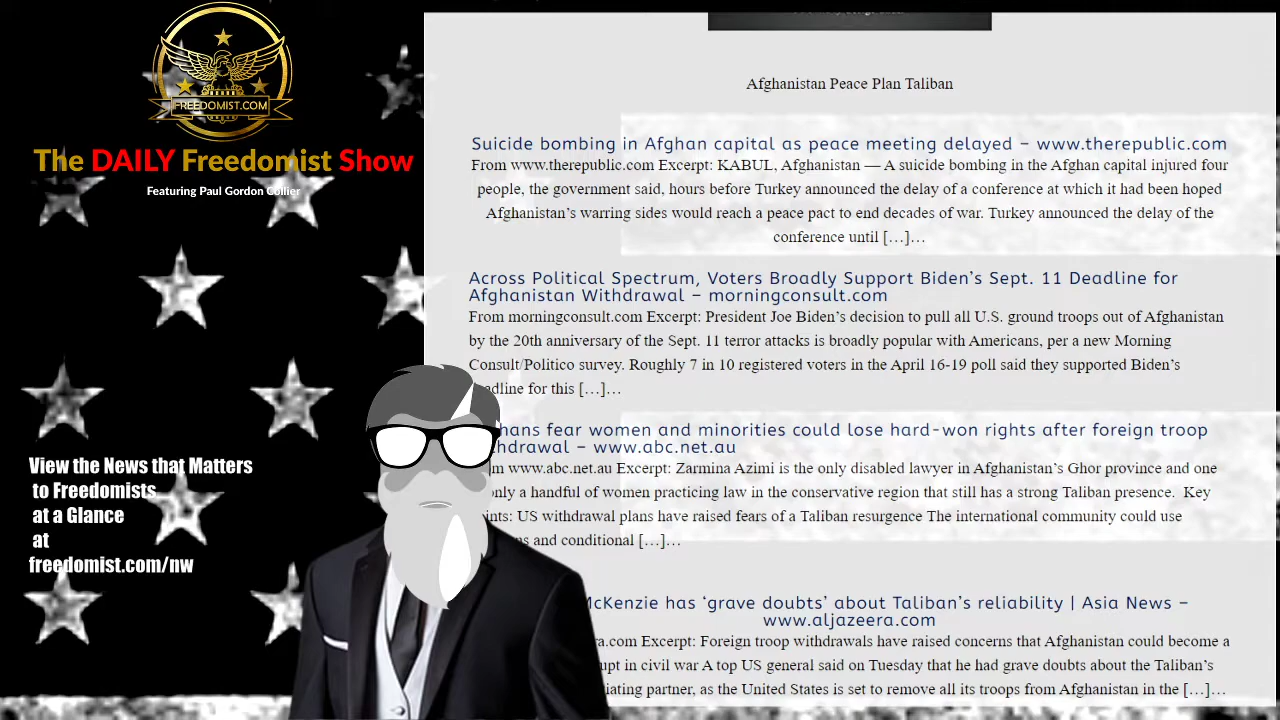 FREEDOMIST.COM
The DAILY Freedomist Show
Featuring Paul Gordon Collier
View the News that Matters
to Freedomists
at a Glance
at
freedomist.com/nw
Afghanistan Peace Plan Taliban
Suicide bombing in Afghan capital as peace meeting delayed – www.therepublic.com
From www.therepublic.com Excerpt: KABUL, Afghanistan — A suicide bombing in the Afghan capital injured four
people, the government said, hours before Turkey announced the delay of a conference at which it had been hoped
Afghanistan’s warring sides would reach a peace pact to end decades of war. Turkey announced the delay of the
conference until […]…
Across Political Spectrum, Voters Broadly Support Biden’s Sept. 11 Deadline for
Afghanistan Withdrawal – morningconsult.com
From morningconsult.com Excerpt: President Joe Biden’s decision to pull all U.S. ground troops out of Afghanistan
by the 20th anniversary of the Sept. 11 terror attacks is broadly popular with Americans, per a new Morning
Consult/Politico survey. Roughly 7 in 10 registered voters in the April 16-19 poll said they supported Biden’s
for this […]…
fear women and minorities could lose hard-won rights after foreign troop
– www.abc.net.au
www.abc.net.au Excerpt: Zarmina Azimi is the only disabled lawyer in Afghanistan’s Ghor province and one
only a handful of women practicing law in the conservative region that still has a strong Taliban presence. Key
US withdrawal plans have raised fears of a Taliban resurgence The international community could use
and conditional […]…
McKenzie has ‘grave doubts’ about Taliban’s reliability | Asia News –
www.aljazeera.com
Excerpt: Foreign troop withdrawals have raised concerns that Afghanistan could become a
in civil war A top US general said on Tuesday that he had grave doubts about the Taliban’s
partner, as the United States is set to remove all its troops from Afghanistan in the […]…